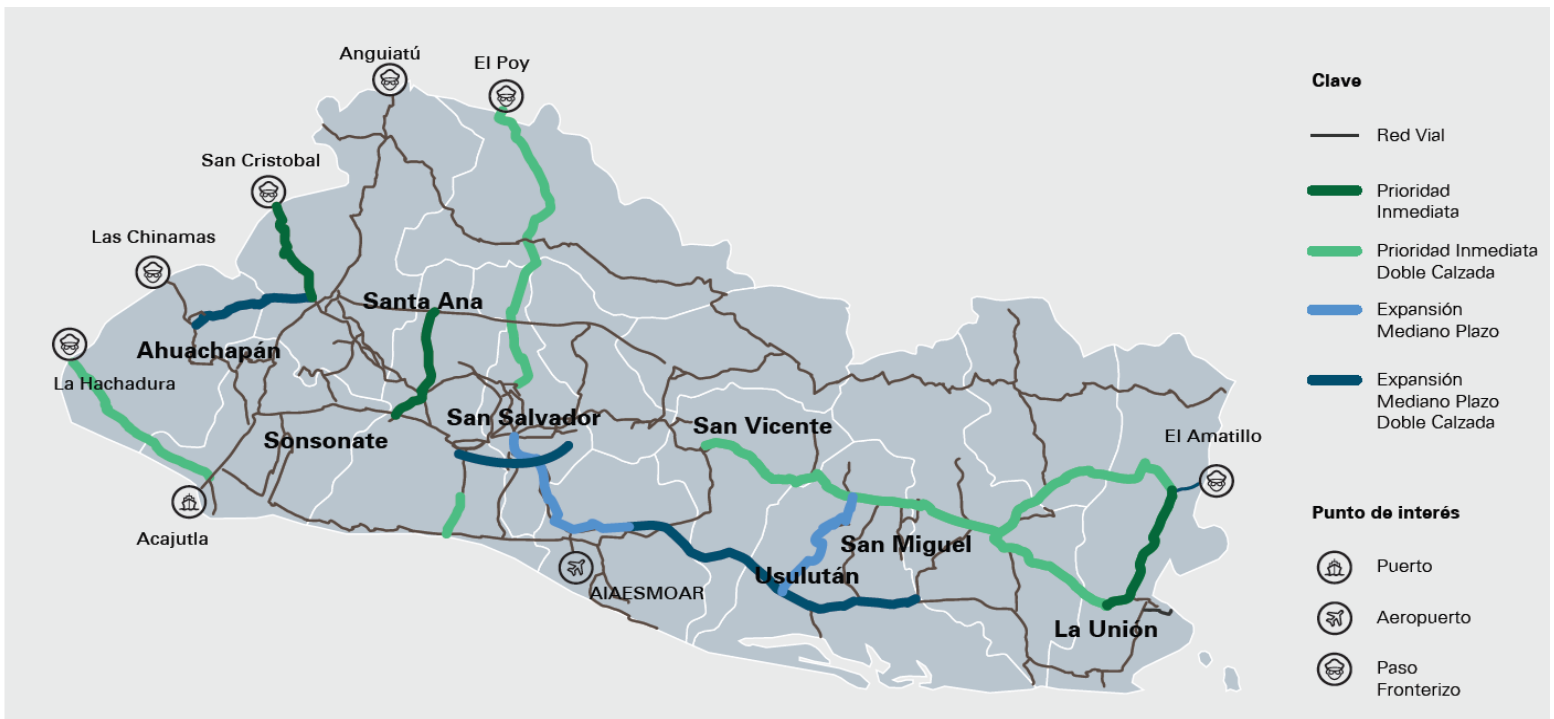 Anguiatú
El Poy
San Cristobal
Las Chinamas
Santa Ana
Ahuachapán
La Hachadura
San Salvador
Sonsonate
San Vicente
El Amatillo
Acajutla
San Miguel
Usulután
AIAESMOAR
La Unión
Clave
Red Vial
Prioridad
Inmediata
Prioridad Inmediata
Doble Calzada
Expansión
Mediano Plazo
Expansión
Mediano Plazo
Doble Calzada
Punto de interés
Puerto
Aeropuerto
Paso
Fronterizo